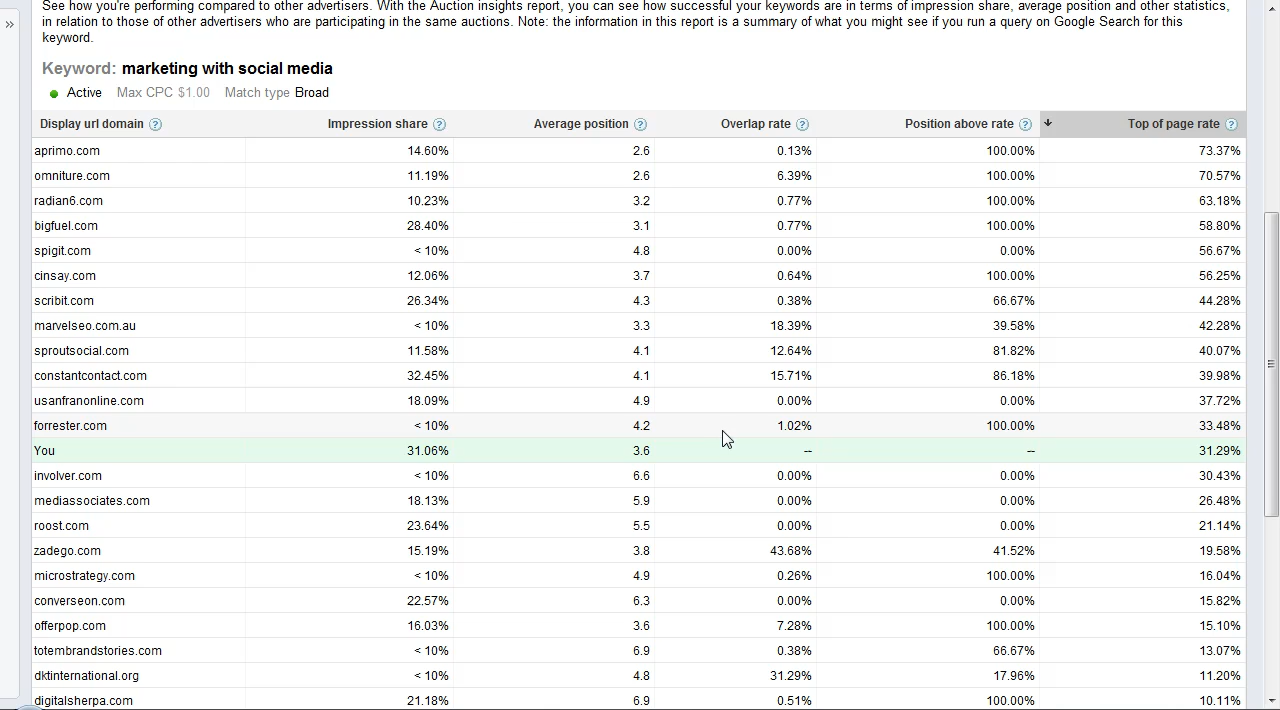 See how you're performing compared to other advertisers. With the Auction insights report, you can see how successful your keywords are in terms of impression share, average position and other statistics,
in relation to those of other advertisers who are participating in the same auctions. Note: the information in this report is a summary of what you might see if you run a query on Google Search for this
keyword.
Keyword: marketing with social media
Active Max CPC $1.00 Match type Broad
Display url domain ? Impression share ? Average position ? Overlap rate ? Position above rate ? Top of page rate ?
aprimo.com 14.60% 2.6 0.13% 100.00% 73.37%
omniture.com 11.19% 2.6 6.39% 100.00% 70.57%
radian6.com 10.23% 3.2 0.77% 100.00% 63.18%
bigfuel.com 28.40% 3.1 0.77% 100.00% 58.80%
spigit.com < 10% 4.8 0.00% 0.00% 56.67%
cinsay.com 12.06% 3.7 0.64% 100.00% 56.25%
scribit.com 26.34% 4.3 0.38% 66.67% 44.28%
marvelseo.com.au < 10% 3.3 18.39% 39.58% 42.28%
sproutsocial.com 11.58% 4.1 12.64% 81.82% 40.07%
constantcontact.com 32.45% 4.1 15.71% 86.18% 39.98%
usanfranonline.com 18.09% 4.9 0.00% 0.00% 37.72%
forrester.com < 10% 4.2 1.02% 100.00% 33.48%
You 31.06% 3.6 -- -- 31.29%
involver.com < 10% 6.6 0.00% 0.00% 30.43%
mediassociates.com 18.13% 5.9 0.00% 0.00% 26.48%
roost.com 23.64% 5.5 0.00% 0.00% 21.14%
zadego.com 15.19% 3.8 43.68% 41.52% 19.58%
microstrategy.com < 10% 4.9 0.26% 100.00% 16.04%
converseon.com 22.57% 6.3 0.00% 0.00% 15.82%
offerpop.com 16.03% 3.6 7.28% 100.00% 15.10%
totembrandstories.com < 10% 6.9 0.38% 66.67% 13.07%
dktinternational.org < 10% 4.8 31.29% 17.96% 11.20%
digitalsherpa.com 21.18% 6.9 0.51% 100.00% 10.11%